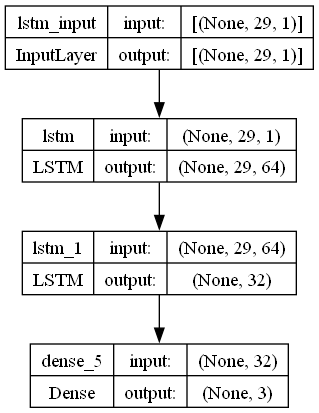 lstm_input input: [(None, 29, 1)]
InputLayer output: [(None, 29, 1)]
lstm input: (None, 29, 1)
LSTM output: (None, 29, 64)
lstm_1 input: (None, 29, 64)
LSTM output: (None, 32)
dense_5 input: (None, 32)
Dense output: (None, 3)